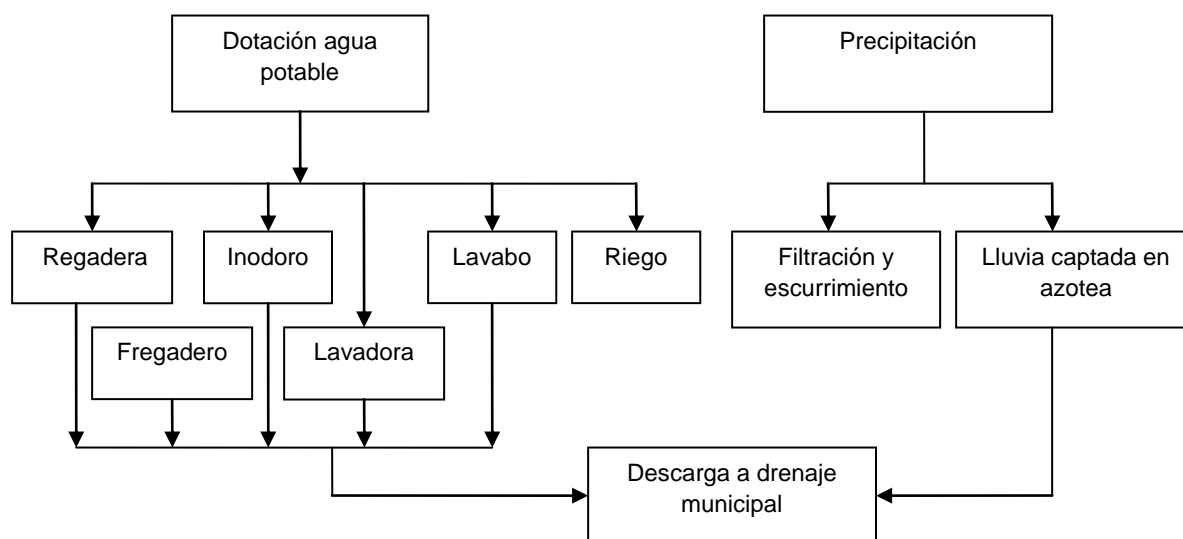 Dotación agua
potable
Precipitación
Regadera
Inodoro
Lavabo
Riego
Filtración y
escurrimiento
Lluvia captada en
azotea
Fregadero
Lavadora
Descarga a drenaje
municipal